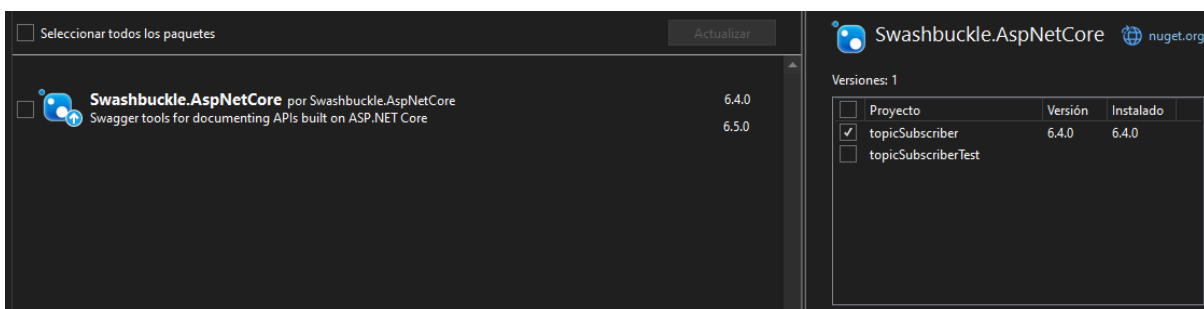 Seleccionar todos los paquetes
Actualizar
Swashbuckle.AspNetCore por Swashbuckle.AspNetCore 6.4.0
Swagger tools for documenting APIs built on ASP.NET Core
6.5.0
Swashbuckle.AspNetCore nuget.org
Versiones: 1
Proyecto Versión Instalado
topicSubscriber 6.4.0 6.4.0
topicSubscriberTest